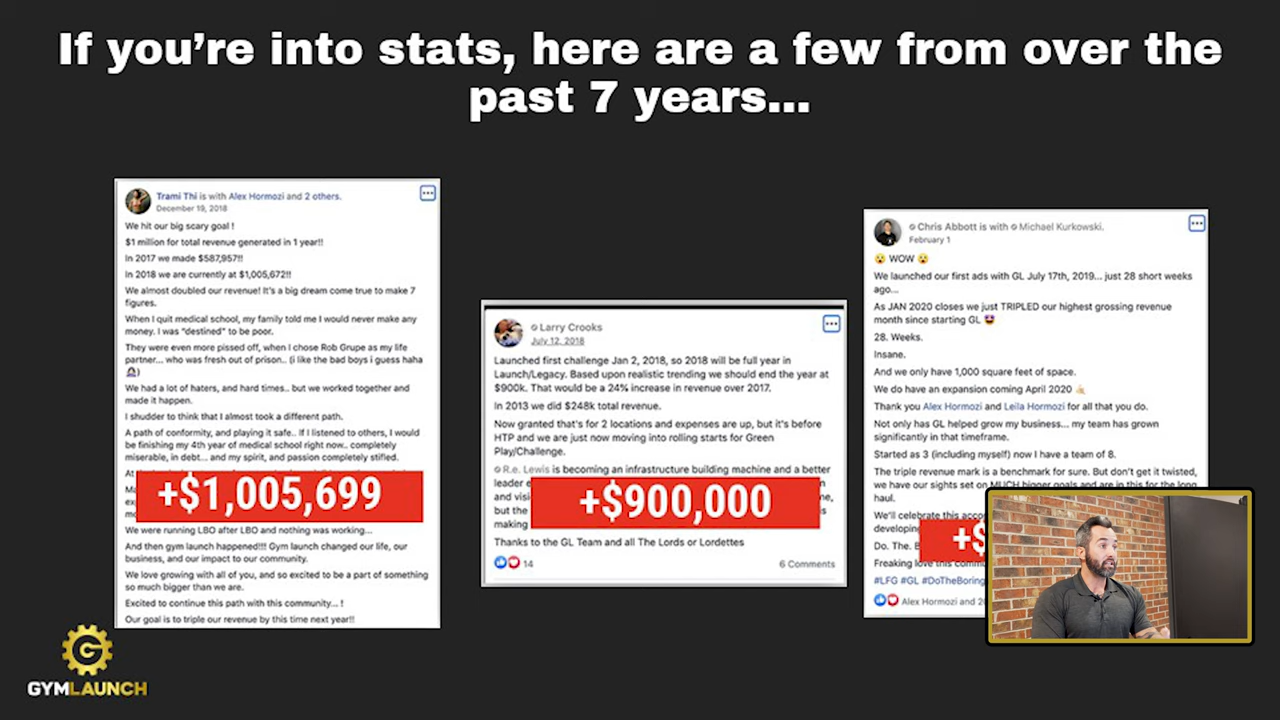 If you're into stats, here are a few from over the
past 7 years...
Trami Thi is with Alex Hormozi and 2 others.
December 19, 2018
We hit our big scary goal !
$1 million for total revenue generated in 1 year!!
In 2017 we made $587,957!!
In 2018 we are currently at $1,005,672!!
We almost doubled our revenue! It's a big dream come true to make 7
figures.
When I quit medical school, my family told me I would never make any
money. I was "destined" to be poor.
They were even more pissed off, when I chose Rob Grupe as my life
partner... who was fresh out of prison.. (i like the bad boys i guess haha
)
We had a lot of haters, and hard times.. but we worked together and
made it happen.
I shudder to think that I almost took a different path.
A path of conformity, and playing it safe.. If I listened to others, I would
be finishing my 4th year of medical school right now.. completely
miserable, in debt... and my spirit, and passion completely stifled.
+$1,005,699
We were running LBO after LBO and nothing was working...
And then gym launch happened!!! Gym launch changed our life, our
business, and our impact to our community.
We love growing with all of you, and so excited to be a part of something
so much bigger than we are.
Excited to continue this path with this community... !
Our goal is to triple our revenue by this time next year!!
Larry Crooks
July 12, 2018
Launched first challenge Jan 2, 2018, so 2018 will be full year in
Launch/Legacy. Based upon realistic trending we should end the year at
$900k. That would be a 24% increase in revenue over 2017.
In 2013 we did $248k total revenue.
Now granted that's for 2 locations and expenses are up, but it's before
HTP and we are just now moving into rolling starts for Green
Play/Challenge.
R.e. Lewis is becoming an infrastructure building machine and a better
leader
and
but the
making
+$900,000
Thanks to the GL Team and all The Lords or Lordettes
14
6 Comments
Chris Abbott is with Michael Kurkowski.
February 1
😲 WOW 😲
We launched our first ads with GL July 17th, 2019... just 28 short weeks
ago...
As JAN 2020 closes we just TRIPLED our highest grossing revenue
month since starting GL 🤩
28. Weeks.
Insane.
And we only have 1,000 square feet of space.
We do have an expansion coming April 2020
Thank you Alex Hormozi and Leila Hormozi for all that you do.
Not only has GL helped grow my business... my team has grown
significantly in that timeframe.
Started as 3 (including myself) now I have a team of 8.
The triple revenue mark is a benchmark for sure. But don't get it twisted,
we have our sights set on MUCH bigger goals and are in this for the long
haul.
We'll celebrate this
developing
+$
Do. The.
Freaking love this
#LFG #GL #DoTheBoring
Alex Hormozi and
GYMLAUNCH